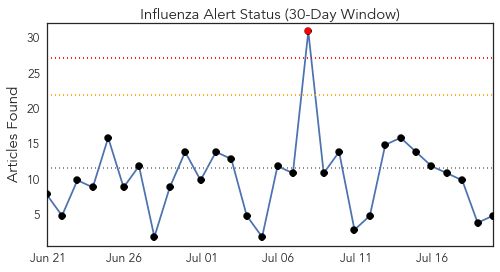 Influenza Alert Status (30-Day Window)
Articles Found
30
25
20
15
10
5
Jun 21
Jun 26
Jul 01
Jul 06
Jul 11
Jul 16